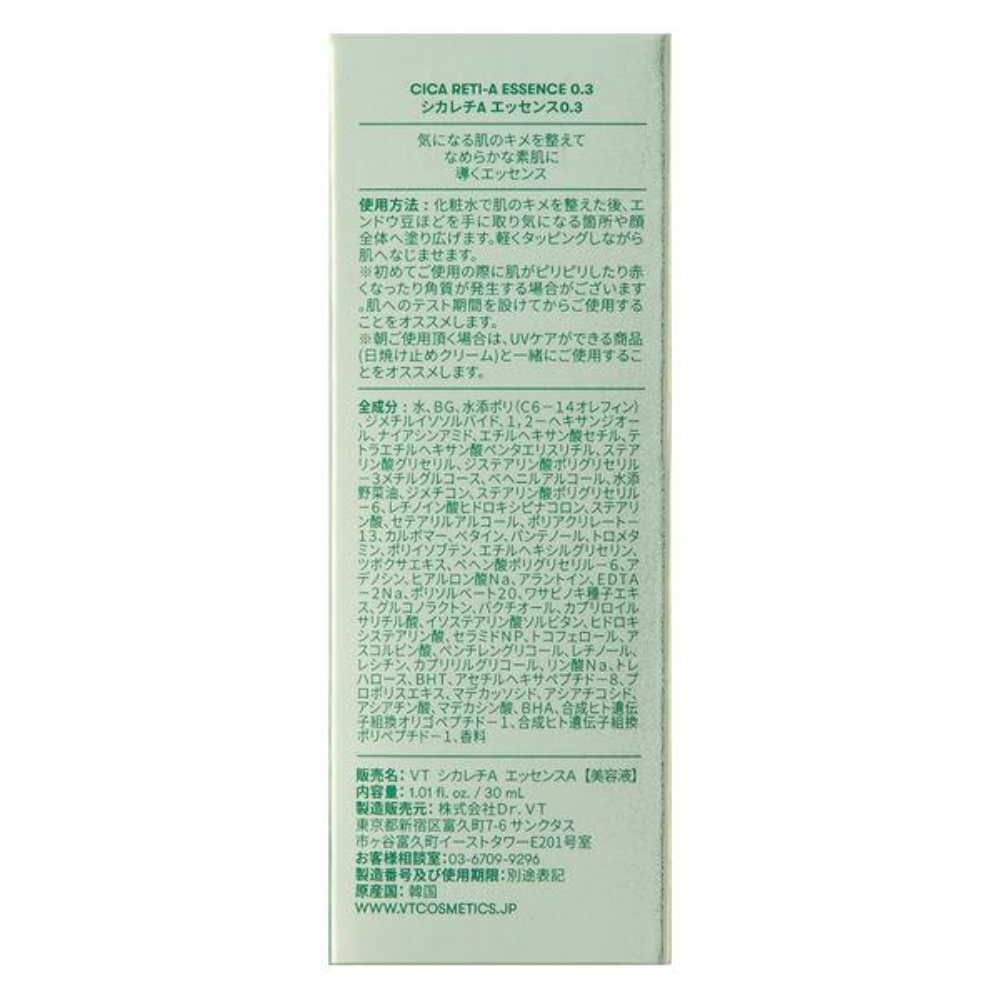 CICA RETI-A ESSENCE 0.3
シカレチA エッセンス0.3
気になる肌のキメを整えて
なめらかな素肌に
導くエッセンス
使用方法：化粧水で肌のキメを整えた後、エ
ンドウ豆ほどを手に取り気になる箇所や顔
全体へ塗り広げます。軽くタッピングしながら
肌へなじませます。
※初めてご使用の際に肌がピリピリしたり赤
くなったり角質が発生する場合がございます
。肌へのテスト期間を設けてからご使用する
ことをオススメします。
※朝ご使用頂く場合は、UVケアができる商品
(日焼け止めクリーム)と一緒にご使用するこ
とをオススメします。
全成分：水、BG、水添ポリ(C6－14オレフィン)
、ジメチルイソソルバイド、1,2－ヘキサンジオー
ル、ナイアシンアミド、エチルヘキサン酸セチル、テ
トラエチルヘキサン酸ペンタエリスリチル、ステア
リン酸グリセリル、ジステアリン酸ポリグリセリル
－3メチルグルコース、ベヘニルアルコール、水添
野菜油、ジメチコン、ステアリン酸ポリグリセリル
－6、レチノイン酸ヒドロキシピナコロン、ステアリ
ン酸、セテアリルアルコール、ポリアクリレートー
13、カルボマー、ベタイン、パンテノール、トロメタ
ミン、ポリイソブテン、エチルヘキシルグリセリン、
ツボクサエキス、ベヘン酸ポリグリセリル－6、ア
デノシン、ヒアルロン酸Na、アラントイン、EDTA
－2Na、ポリソルベート20、ワサビノキ種子エキ
ス、グルコノラクトン、バクチオール、カプリロイル
サリチル酸、イソステアリン酸ソルビタン、ヒドロキ
システアリン酸、セラミドNP、トコフェロール、ア
スコルビン酸、ペンチレングリコール、レチノール、
レシチン、カプリリルグリコール、リン酸Na、トレ
ハロース、BHT、アセチルヘキサペプチド－8、プ
ロポリスエキス、マデカッソシド、アシアチコシド、
アシアチン酸、マデカシン酸、BHA、合成ヒト遺伝
子組換オリゴペプチド－1、合成ヒト遺伝子組換
ポリペプチド－1、香料
販売名：VT シカレチA エッセンスA【美容液】
内容量：1.01 fl. oz. / 30 mL
製造販売元：株式会社Dr. VT
東京都新宿区富久町7-6 サンクタス
市ヶ谷富久町イーストタワーE201号室
お客様相談室：03-6709-9296
製造番号及び使用期限：別途表記
原産国：韓国
WWW.VTCOSMETICS.JP